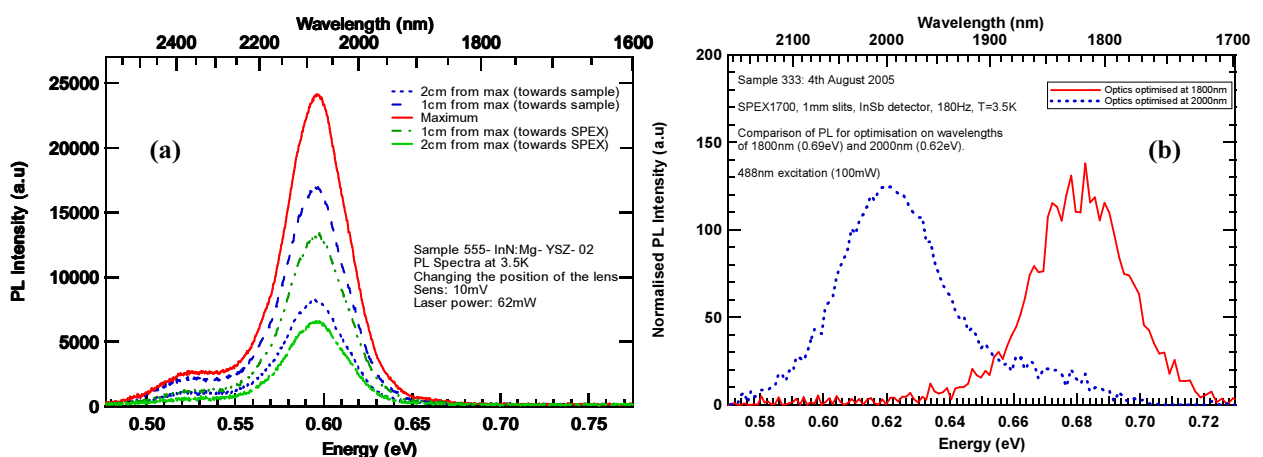 Wavelength (nm)
2400 2200 2000 1800 1600
25000
20000
15000
10000
5000
0
PL Intensity (a.u)
(a)
2cm from max (towards sample)
1cm from max (towards sample)
Maximum
1cm from max (towards SPEX)
2cm from max (towards SPEX)
Sample 555- InN:Mg- YSZ- 02
PL Spectra at 3.5K
Changing the position of the lens
Sens: 10mV
Laser power: 62mW
0.50 0.55 0.60 0.65 0.70 0.75
Energy (eV)
Wavelength (nm)
2100 2000 1900 1800 1700
200
150
100
50
0
Normalised PL Intensity (a.u)
Sample 333: 4th August 2005
SPEX1700, 1mm slits, InSb detector, 180Hz, T=3.5K
Comparison of PL for optimisation on wavelengths
of 1800nm (0.69eV) and 2000nm (0.62eV).
488nm excitation (100mW)
Optics optimised at 1800nm
Optics optimised at 2000nm
(b)
0.58 0.60 0.62 0.64 0.66 0.68 0.70 0.72
Energy (eV)